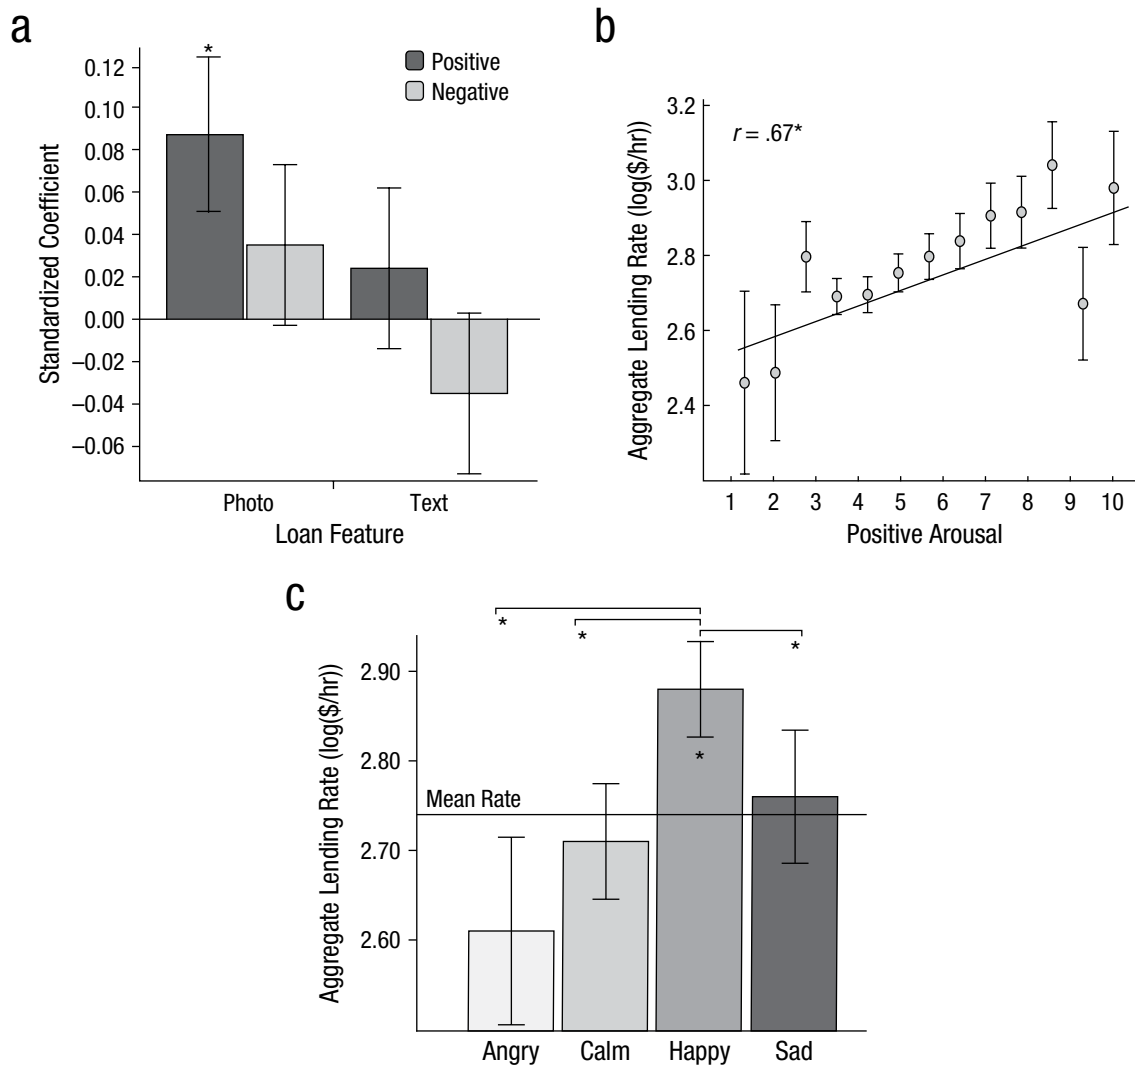 a
*
Positive
Negative
0.12
0.10
0.08
0.06
0.04
0.02
0.00
–0.02
–0.04
–0.06
Standardized Coefficient
Photo
Text
Loan Feature
b
r = .67*
3.2
3.0
2.8
2.6
2.4
Aggregate Lending Rate (log($/hr))
1 2 3 4 5 6 7 8 9 10
Positive Arousal
c
*
*
*
*
2.90
2.80
2.70
2.60
Mean Rate
Aggregate Lending Rate (log($/hr))
Angry Calm Happy Sad